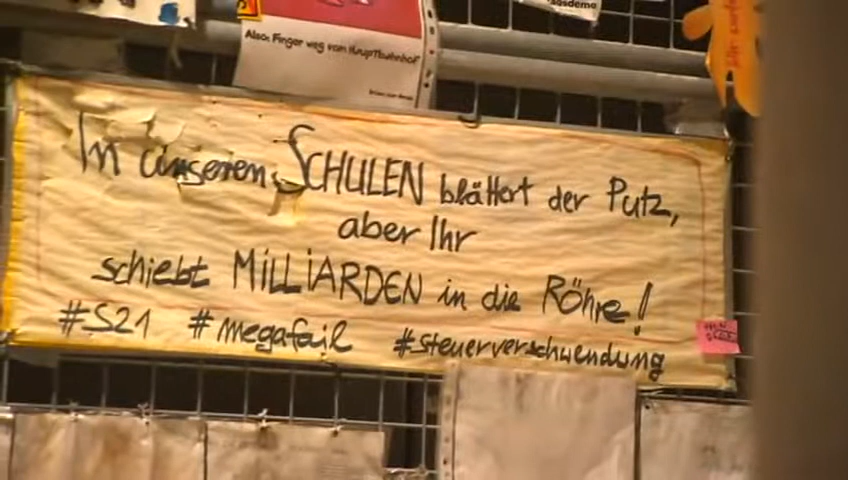 Also: Finger weg vom Hauptbahnhof
In unseren SCHULEN blättert der Putz,
aber Ihr
schiebt MiLLiARDEN in die Röhre!
#S21 #megafail #steuerverschwendung